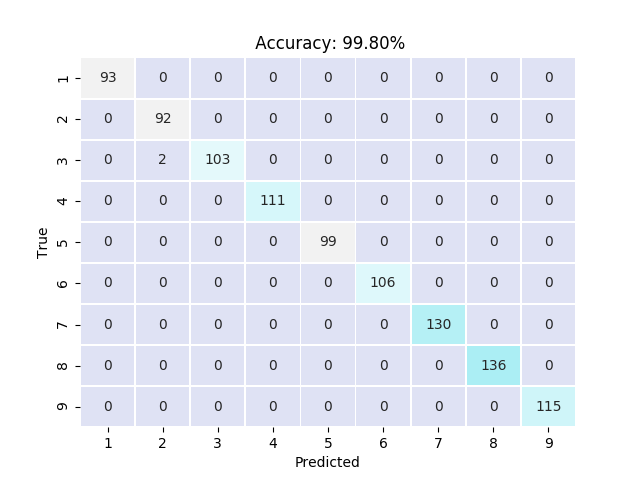 Accuracy: 99.80%
True
1 93 0 0 0 0 0 0 0 0
2 0 92 0 0 0 0 0 0 0
3 0 2 103 0 0 0 0 0 0
4 0 0 0 111 0 0 0 0 0
5 0 0 0 0 99 0 0 0 0
6 0 0 0 0 0 106 0 0 0
7 0 0 0 0 0 0 130 0 0
8 0 0 0 0 0 0 0 136 0
9 0 0 0 0 0 0 0 0 115
1 2 3 4 5 6 7 8 9
Predicted